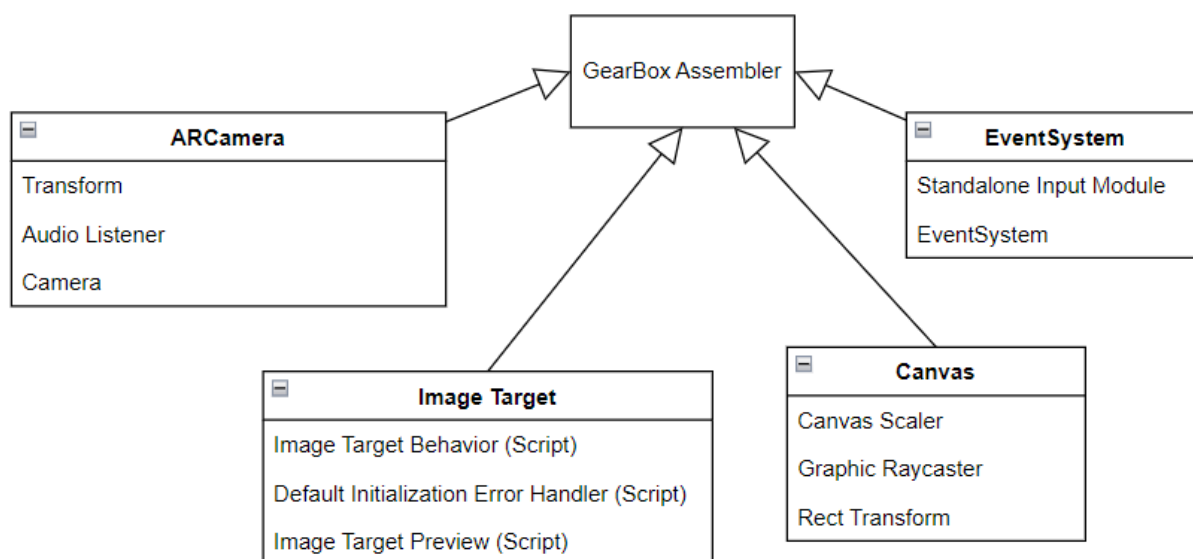 GearBox Assembler
ARCamera
Transform
Audio Listener
Camera
EventSystem
Standalone Input Module
EventSystem
Image Target
Image Target Behavior (Script)
Default Initialization Error Handler (Script)
Image Target Preview (Script)
Canvas
Canvas Scaler
Graphic Raycaster
Rect Transform